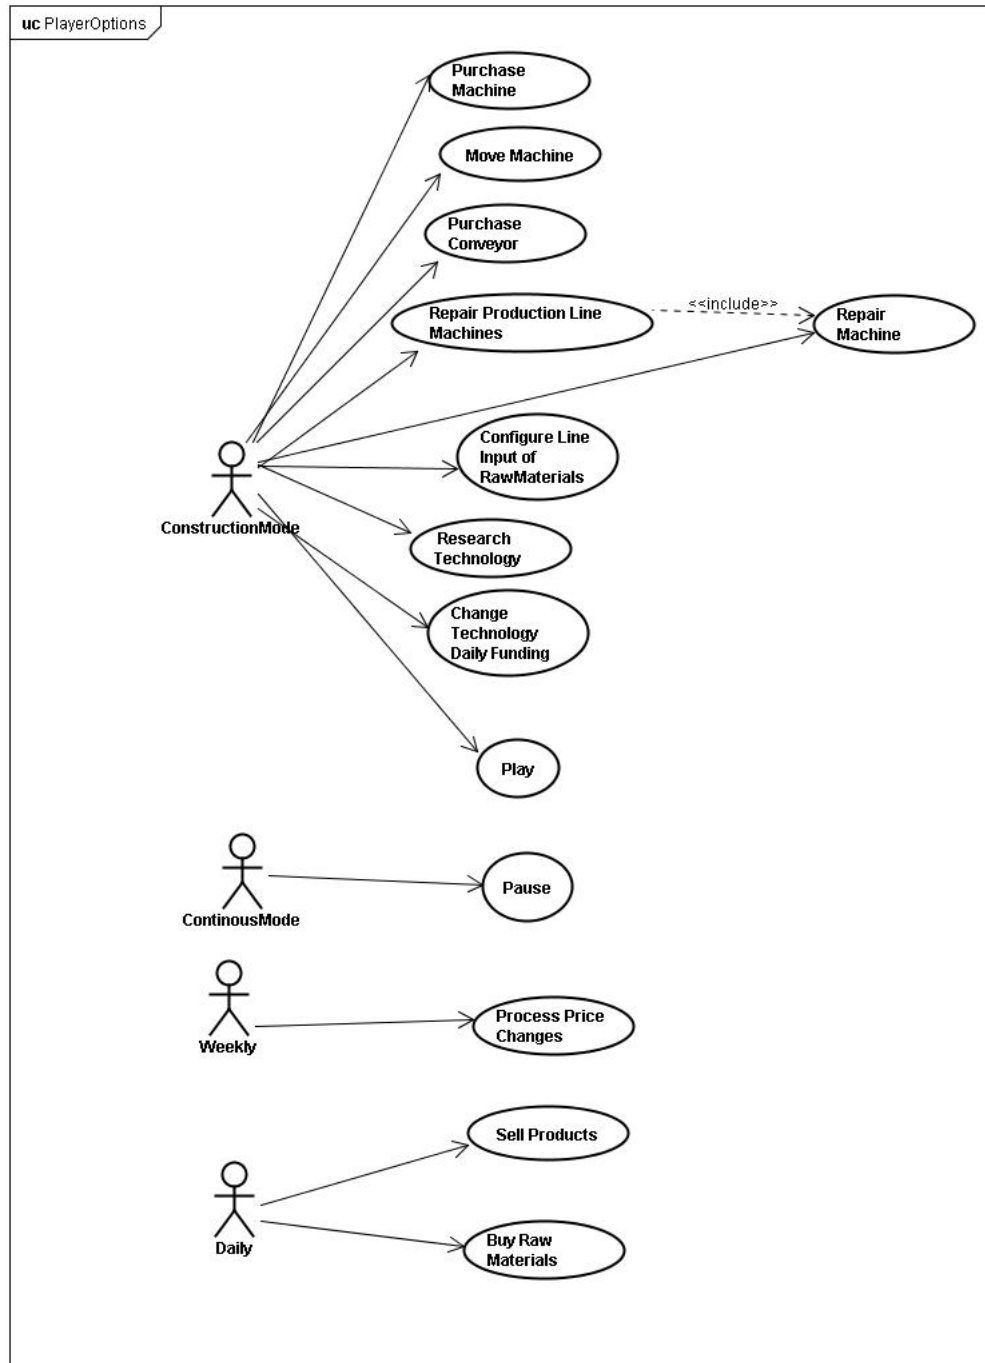 uc PlayerOptions
Purchase
Machine
Move Machine
Purchase
Conveyor
Repair Production Line
Machines
<<include>>
Repair
Machine
Configure Line
Input of
RawMaterials
ConstructionMode
Research
Technology
Change
Technology
Daily Funding
Play
ContinousMode
Pause
Weekly
Process Price
Changes
Sell Products
Daily
Buy Raw
Materials